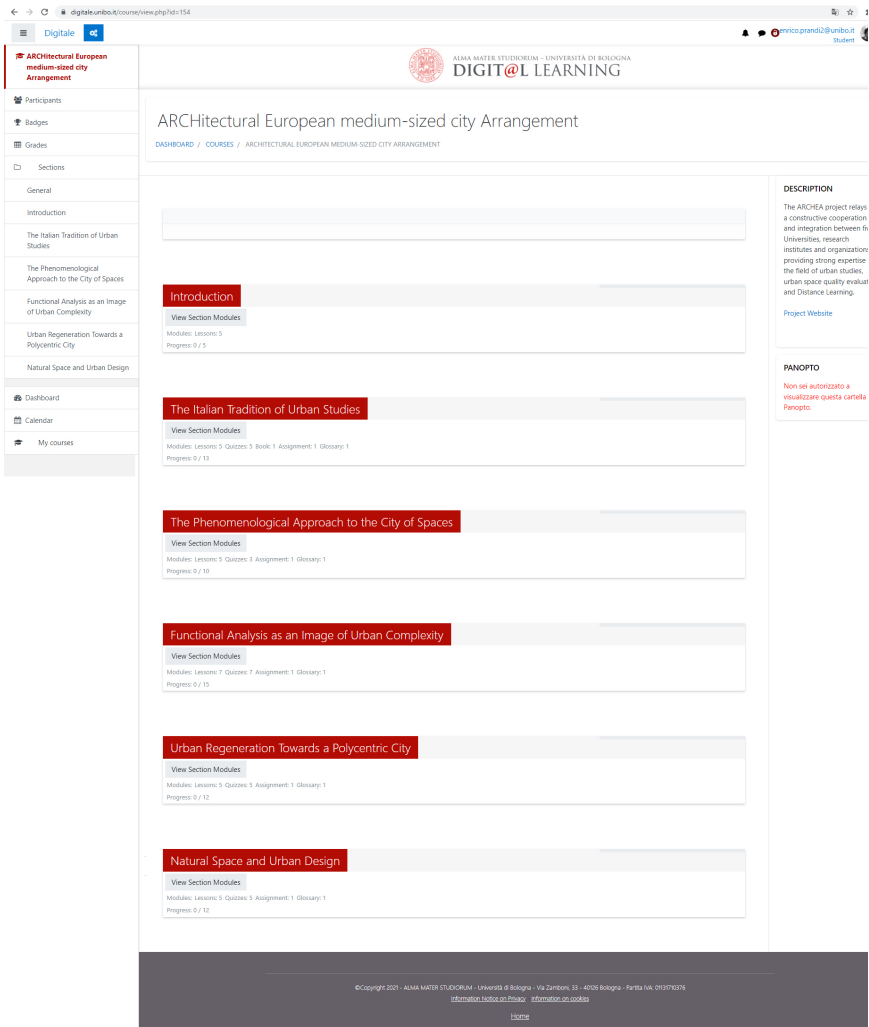 digitale.unibo.it/course/view.php?id=154
Digitale
enrico.prandi2@unibo.it
Student
ARCHitectural European
medium-sized city
Arrangement
Participants
Badges
Grades
Sections
General
Introduction
The Italian Tradition of Urban
Studies
The Phenomenological
Approach to the City of Spaces
Functional Analysis as an Image
of Urban Complexity
Urban Regeneration Towards a
Polycentric City
Natural Space and Urban Design
Dashboard
Calendar
My courses
ALMA MATER STUDIORUM - UNIVERSITÀ DI BOLOGNA
DIGIT@L LEARNING
ARCHitectural European medium-sized city Arrangement
DASHBOARD / COURSES / ARCHITECTURAL EUROPEAN MEDIUM-SIZED CITY ARRANGEMENT
Introduction
View Section Modules
Modules: Lessons: 5
Progress: 0 / 5
The Italian Tradition of Urban Studies
View Section Modules
Modules: Lessons: 5 Quizzes: 5 Book: 1 Assignment: 1 Glossary: 1
Progress: 0 / 13
The Phenomenological Approach to the City of Spaces
View Section Modules
Modules: Lessons: 5 Quizzes: 3 Assignment: 1 Glossary: 1
Progress: 0 / 10
Functional Analysis as an Image of Urban Complexity
View Section Modules
Modules: Lessons: 7 Quizzes: 7 Assignment: 1 Glossary: 1
Progress: 0 / 15
Urban Regeneration Towards a Polycentric City
View Section Modules
Modules: Lessons: 5 Quizzes: 5 Assignment: 1 Glossary: 1
Progress: 0 / 12
Natural Space and Urban Design
View Section Modules
Modules: Lessons: 5 Quizzes: 5 Assignment: 1 Glossary: 1
Progress: 0 / 12
DESCRIPTION
The ARCHEA project relays
a constructive cooperation
and integration between fiv
Universities, research
institutes and organizations
providing strong expertise
the field of urban studies,
urban space quality evaluat
and Distance Learning.
Project Website
PANOPTO
Non sei autorizzato a
visualizzare questa cartella
Panopto.
©Copyright 2021 - ALMA MATER STUDIORUM - Università di Bologna - Via Zamboni, 33 - 40126 Bologna - Partita IVA: 01131710376
Information Notice on Privacy Information on cookies
Home